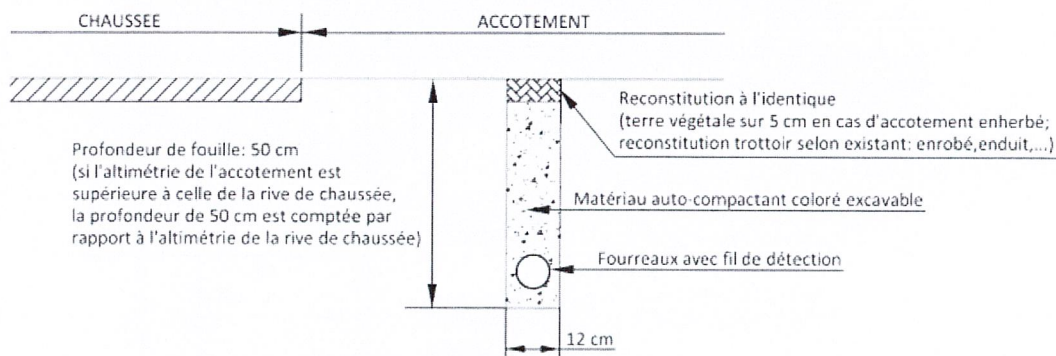 CHAUSSEE
ACCOTEMENT
Reconstitution à l'identique
(terre végétale sur 5 cm en cas d'accotement enherbé;
reconstitution trottoir selon existant: enrobé,enduit,...)
Profondeur de fouille: 50 cm
(si l'altimétrie de l'accotement est
supérieure à celle de la rive de chaussée,
la profondeur de 50 cm est comptée par
rapport à l'altimétrie de la rive de chaussée)
Matériau auto-compactant coloré excavable
Fourreaux avec fil de détection
12 cm